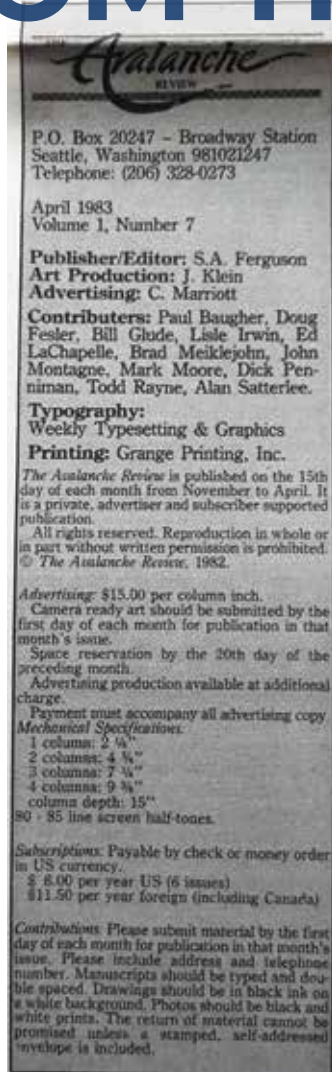 OM TH
The
Avalanche
REVIEW
P.O. Box 20247 – Broadway Station
Seattle, Washington 981021247
Telephone: (206) 328-0273
April 1983
Volume 1, Number 7
Publisher/Editor: S.A. Ferguson
Art Production: J. Klein
Advertising: C. Marriott
Contributers: Paul Baugher, Doug
Fesler, Bill Glude, Lisle Irwin, Ed
LaChapelle, Brad Meiklejohn, John
Montagne, Mark Moore, Dick Pen-
niman, Todd Rayne, Alan Satterlee.
Typography:
Weekly Typesetting & Graphics
Printing: Grange Printing, Inc.
The Avalanche Review is published on the 15th
day of each month from November to April. It
is a private, advertiser and subscriber supported
publication.
All rights reserved. Reproduction in whole or
in part without written permission is prohibited.
© The Avalanche Review, 1982.
Advertising: $15.00 per column inch.
Camera ready art should be submitted by the
first day of each month for publication in that
month's issue.
Space reservation by the 20th day of the
preceding month.
Advertising production available at additional
charge.
Payment must accompany all advertising copy.
Mechanical Specifications:
1 column: 2 ¼"
2 columns: 4 ¾"
3 columns: 7 ¼"
4 columns: 9 ¾"
column depth: 15"
80 - 85 line screen half-tones.
Subscriptions: Payable by check or money order
in US currency.
$ 6.00 per year US (6 issues)
$11.50 per year foreign (including Canada)
Contributions: Please submit material by the first
day of each month for publication in that month's
issue. Please include address and telephone
number. Manuscripts should be typed and dou-
ble spaced. Drawings should be in black ink on
a white background. Photos should be black and
white prints. The return of material cannot be
promised unless a stamped, self-addressed
envelope is included.